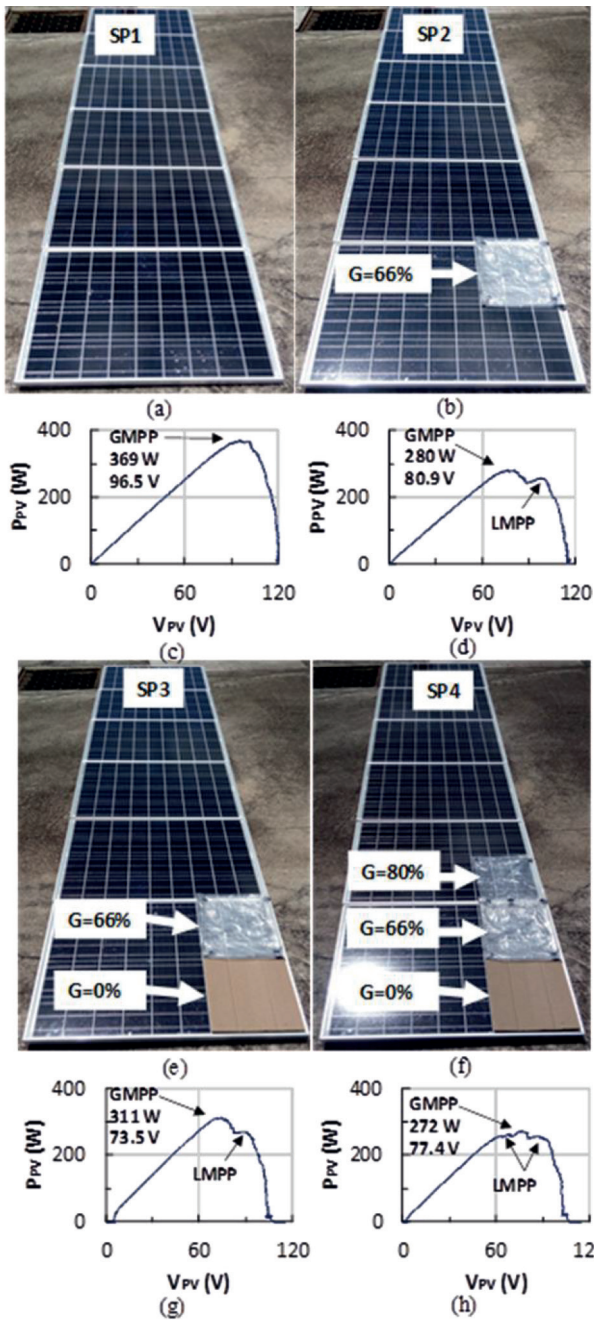 SP1
SP2
G=66%
(a)
(b)
400
200
0
PPV (W)
GMPP
369 W
96.5 V
0
60
120
VPV (V)
(c)
400
200
0
PPV (W)
GMPP
280 W
80.9 V
LMPP
0
60
120
VPV (V)
(d)
SP3
SP4
G=66%
G=0%
G=80%
G=66%
G=0%
(e)
(f)
400
200
0
PPV (W)
GMPP
311 W
73.5 V
LMPP
0
60
120
VPV (V)
(g)
400
200
0
PPV (W)
GMPP
272 W
77.4 V
LMPP
0
60
120
VPV (V)
(h)